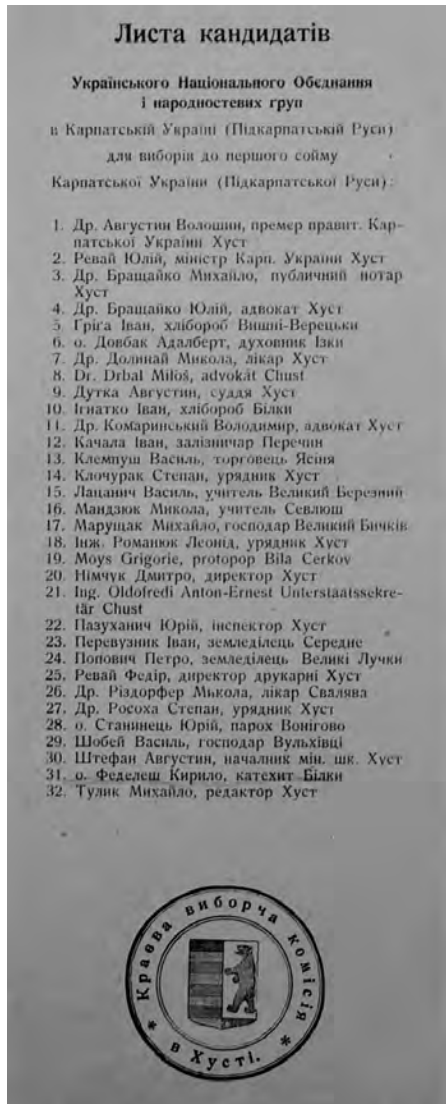 Листа кандидатів
Українського Національного Обєднання
і народностевих груп
в Карпатській Україні (Підкарпатській Руси)
для виборів до першого сойму
Карпатської України (Підкарпатської Руси):
1. Др. Августин Волошин, премер правит. Кар-
патської України Хуст
2. Ревай Юлій, міністр Карп. України Хуст
3. Др. Бращайко Михайло, публичний нотар
Хуст
4. Др. Бращайко Юлій, адвокат Хуст
5. Гріґа Іван, хлібороб Вишні-Верецьки
6. о. Довбак Адалберт, духовник Ізки
7. Др. Долинай Микола, лікар Хуст
8. Dr. Drbal Miloš, advokát Chust
9. Дутка Августин, суддя Хуст
10. Ігнатко Іван, хлібороб Білки
11. Др. Комаринський Володимир, адвокат Хуст
12. Качала Іван, залізничар Перечин
13. Клемпуш Василь, торговець Ясіня
14. Клочурак Степан, урядник Хуст
15. Лацанич Василь, учитель Великий Березний
16. Мандзюк Микола, учитель Севлюш
17. Марущак Михайло, господар Великий Бичків
18. Інж. Романюк Леонід, урядник Хуст
19. Moys Grigorie, protopop Bila Cerkov
20. Німчук Дмитро, директор Хуст
21. Ing. Oldofredi Anton-Ernest Unterstaatssekre-
tär Chust
22. Пазуханич Юрій, інспектор Хуст
23. Перевузник Іван, земледілець Середне
24. Попович Петро, земледілець Великі Лучки
25. Ревай Федір, директор друкарні Хуст
26. Др. Різдорфер Микола, лікар Свалява
27. Др. Росоха Степан, урядник Хуст
28. о. Станинець Юрій, парох Вонігово
29. Шобей Василь, господар Вульхівці
30. Штефан Августин, началник мін. шк. Хуст
31. о. Феделеш Кирило, катехит Білки
32. Тулик Михайло, редактор Хуст
* Краєва виборча комісія *
в Хусті.